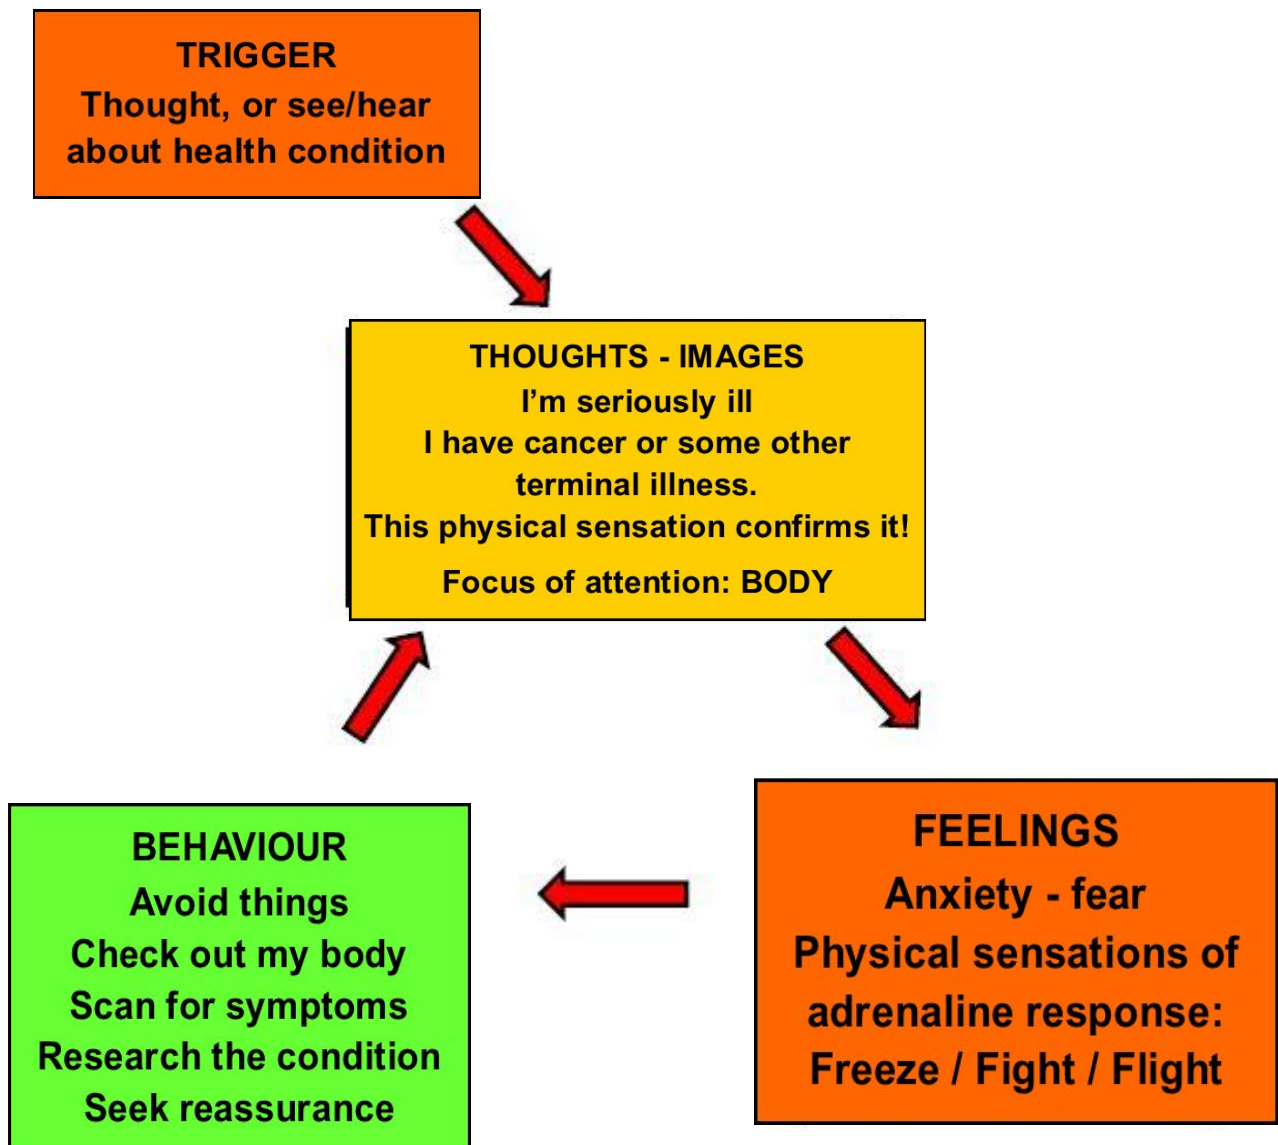 TRIGGER
Thought, or see/hear
about health condition
THOUGHTS - IMAGES
I’m seriously ill
I have cancer or some other
terminal illness.
This physical sensation confirms it!
Focus of attention: BODY
FEELINGS
Anxiety - fear
Physical sensations of
adrenaline response:
Freeze / Fight / Flight
BEHAVIOUR
Avoid things
Check out my body
Scan for symptoms
Research the condition
Seek reassurance